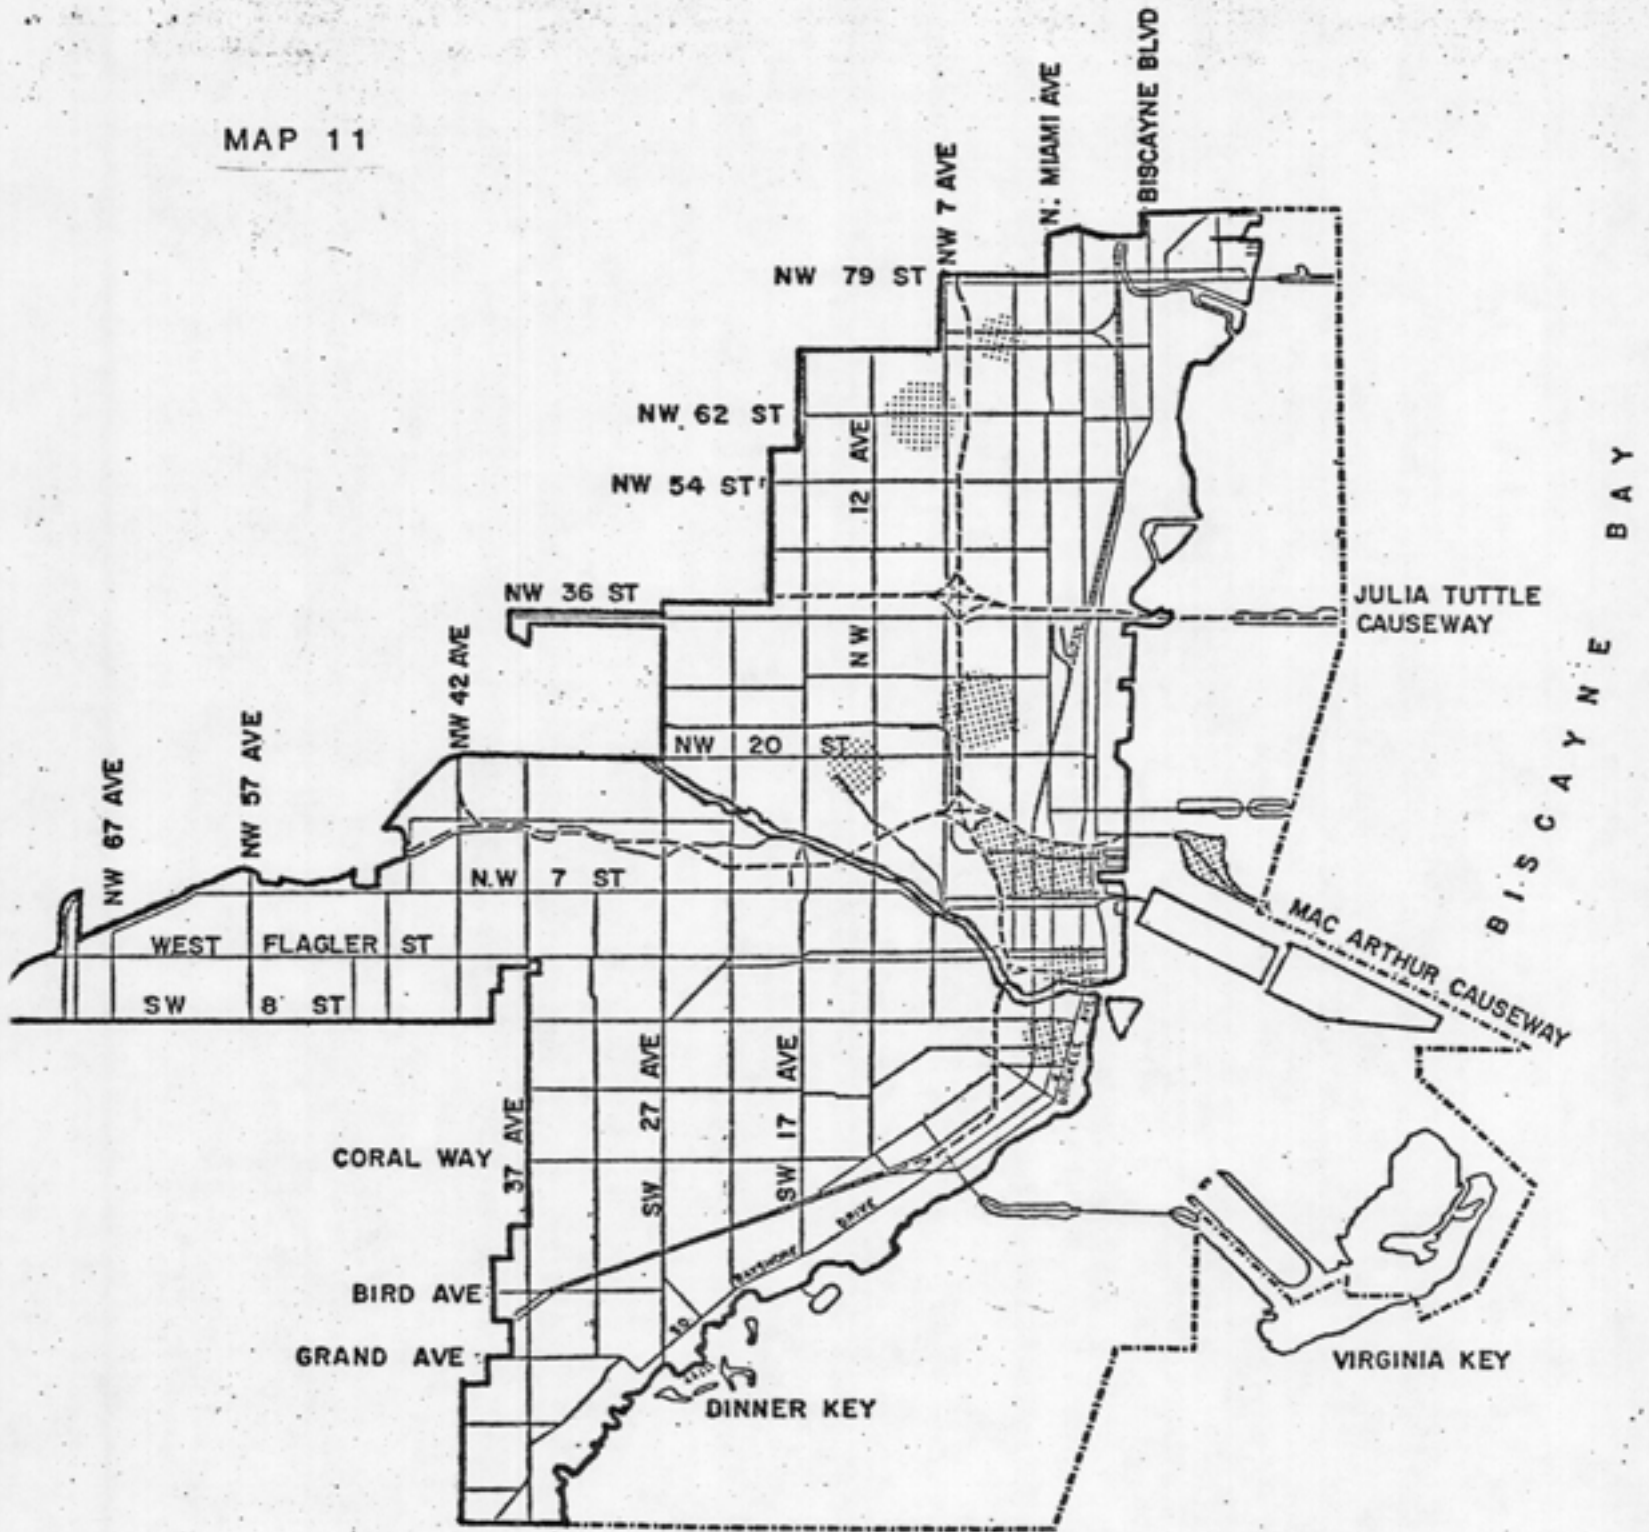 MAP 11
BISCAYNE BLVD
N. MIAMI AVE
NW 7 AVE
NW 79 ST
NW 62 ST
12 AVE
NW
NW 54 ST
NW 36 ST
JULIA TUTTLE
CAUSEWAY
BISCAYNE BAY
NW 42 AVE
NW 57 AVE
NW 67 AVE
NW 20 ST
N.W 7 ST
WEST FLAGLER ST
SW 8 ST
MAC ARTHUR CAUSEWAY
SW 27 AVE
SW 17 AVE
37 AVE
BRICKELL AVE
CORAL WAY
SO BAYSHORE DRIVE
BIRD AVE
GRAND AVE
DINNER KEY
VIRGINIA KEY